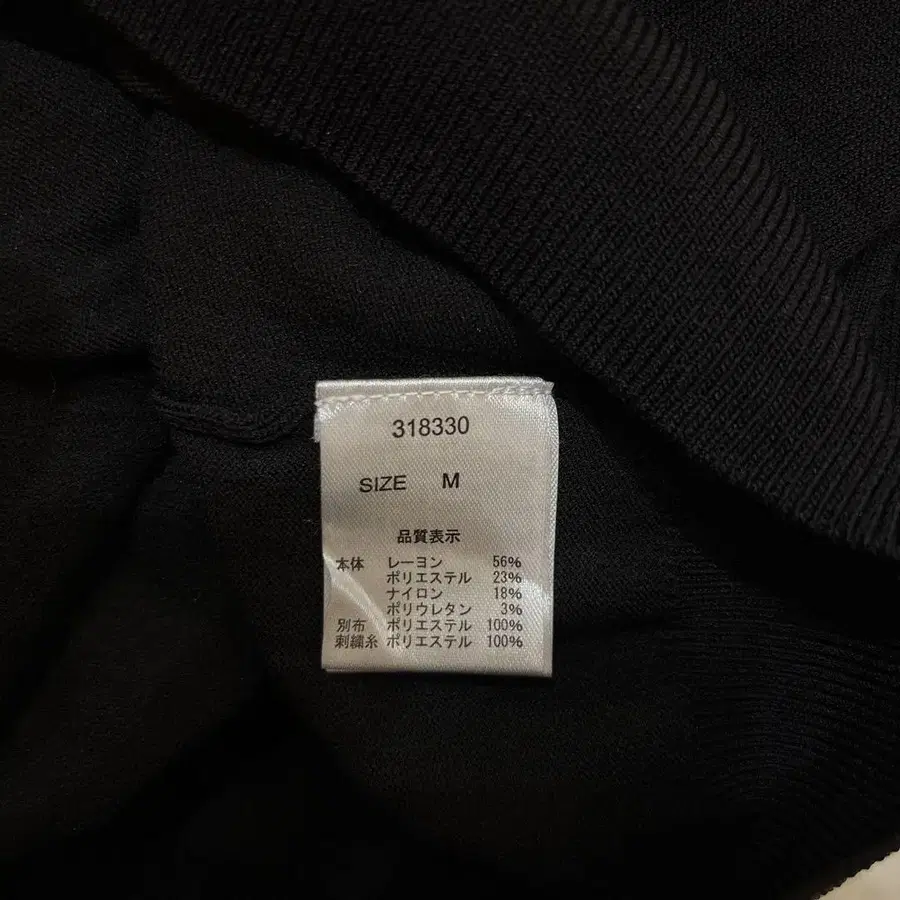 318330
SIZE M
品質表示
本体 レーヨン 56%
ポリエステル 23%
ナイロン 18%
ポリウレタン 3%
別布 ポリエステル 100%
刺繍糸 ポリエステル 100%